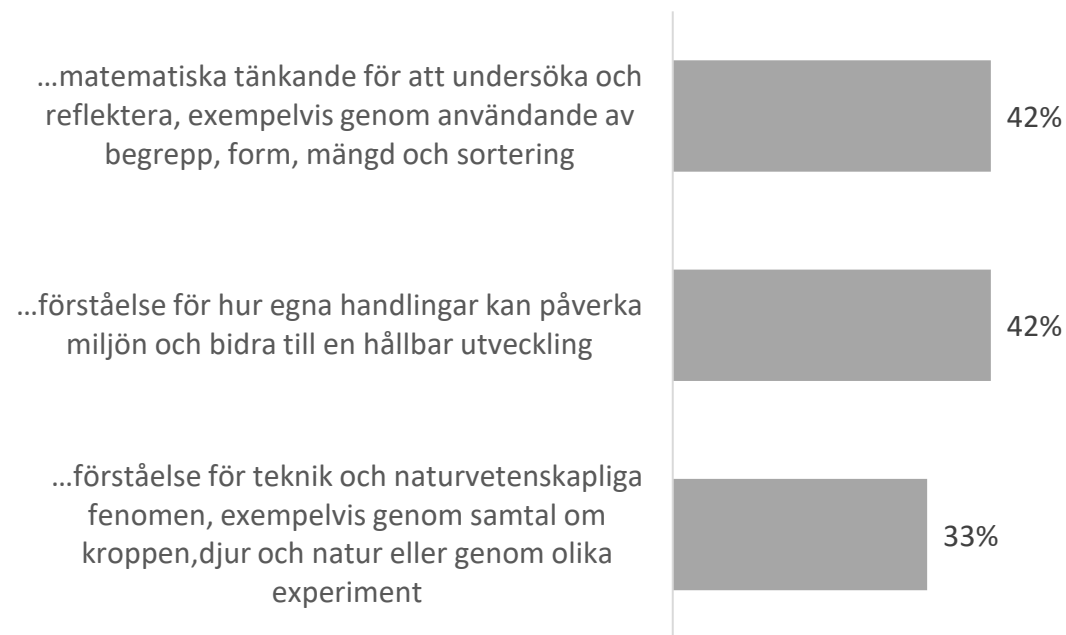 …matematiska tänkande för att undersöka och
reflektera, exempelvis genom användande av
begrepp, form, mängd och sortering
42%
…förståelse för hur egna handlingar kan påverka
miljön och bidra till en hållbar utveckling
42%
…förståelse för teknik och naturvetenskapliga
fenomen, exempelvis genom samtal om
kroppen,djur och natur eller genom olika
experiment
33%